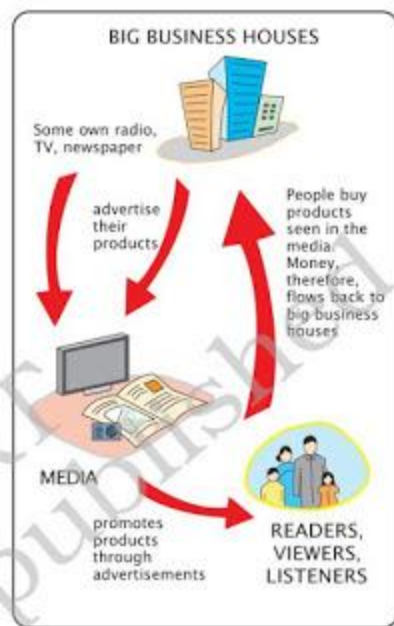 BIG BUSINESS HOUSES
Some own radio,
TV, newspaper
advertise
their
products
People buy
products
seen in the
media.
Money,
therefore,
flows back to
big business
houses
MEDIA
promotes
products
through
advertisements
READERS,
VIEWERS,
LISTENERS
published